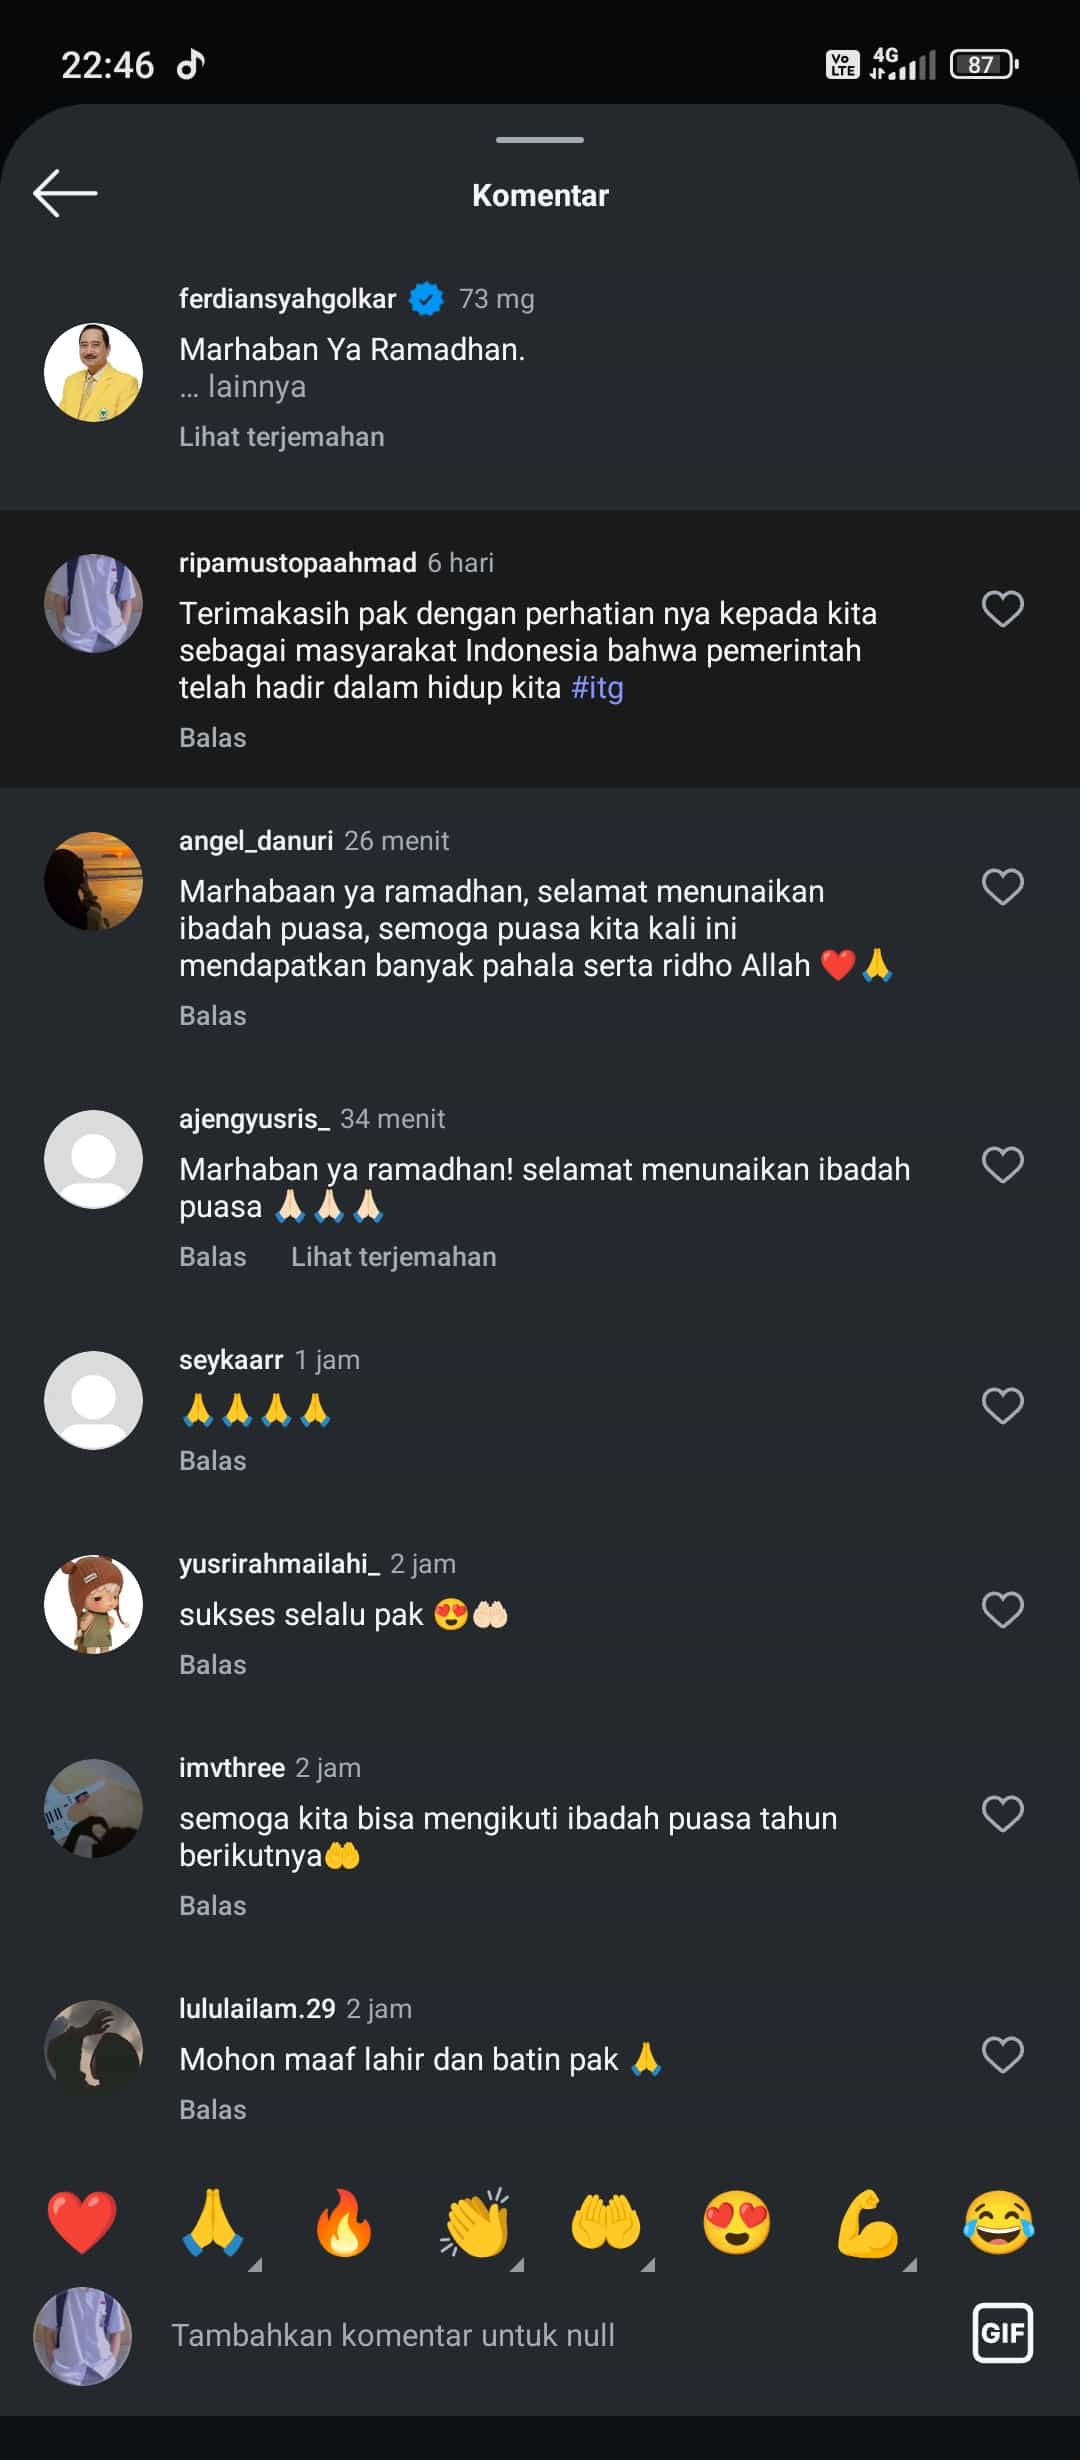 22:46
Vo LTE 4G 87
Komentar
ferdiansyahgolkar 73 mg
Marhaban Ya Ramadhan.
... lainnya
Lihat terjemahan
ripamustopaahmad 6 hari
Terimakasih pak dengan perhatian nya kepada kita
sebagai masyarakat Indonesia bahwa pemerintah
telah hadir dalam hidup kita #itg
Balas
angel_danuri 26 menit
Marhabaan ya ramadhan, selamat menunaikan
ibadah puasa, semoga puasa kita kali ini
mendapatkan banyak pahala serta ridho Allah ❤️🙏
Balas
ajengyusris_ 34 menit
Marhaban ya ramadhan! selamat menunaikan ibadah
puasa 🙏🏻🙏🏻🙏🏻
Balas Lihat terjemahan
seykaarr 1 jam
🙏🙏🙏🙏
Balas
yusrirahmailahi_ 2 jam
sukses selalu pak 😍🤲🏻
Balas
imvthree 2 jam
semoga kita bisa mengikuti ibadah puasa tahun
berikutnya🤲
Balas
lululailam.29 2 jam
Mohon maaf lahir dan batin pak 🙏
Balas
❤️🙏🔥👏🤲😍💪😂
Tambahkan komentar untuk null
GIF